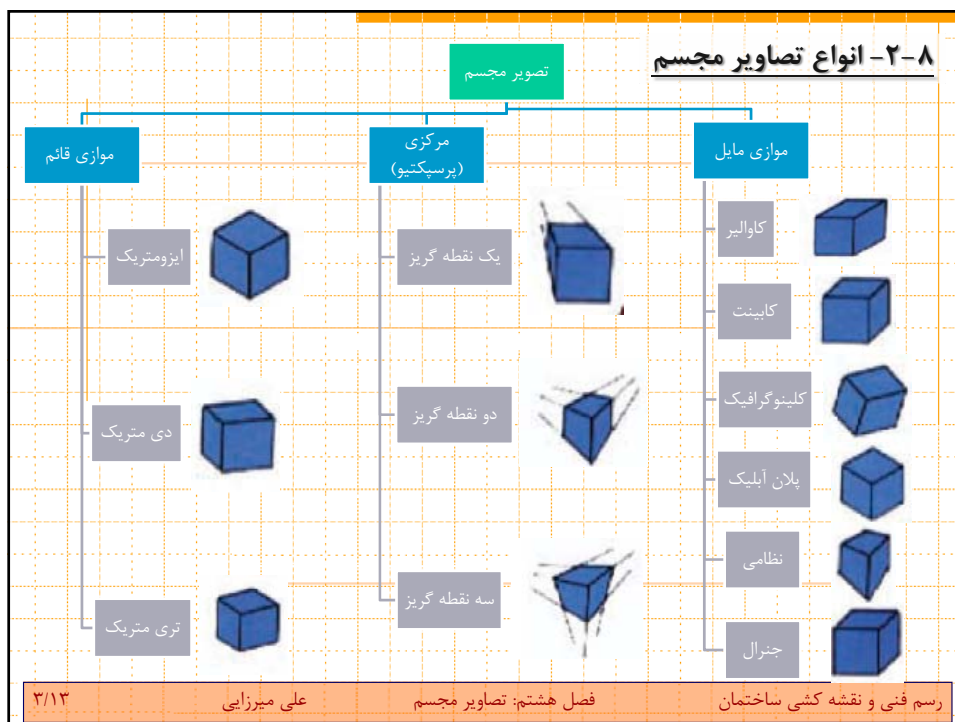 ۸-۲- انواع تصاویر مجسم
تصویر مجسم
موازی مایل
کاوالیر
کابینت
کلینوگرافیک
پلان آبلیک
نظامی
جنرال
مرکزی
(پرسپکتیو)
یک نقطه گریز
دو نقطه گریز
سه نقطه گریز
موازی قائم
ایزومتریک
دی متریک
تری متریک
رسم فنی و نقشه کشی ساختمان فصل هشتم: تصاویر مجسم علی میرزایی ۳/۱۳